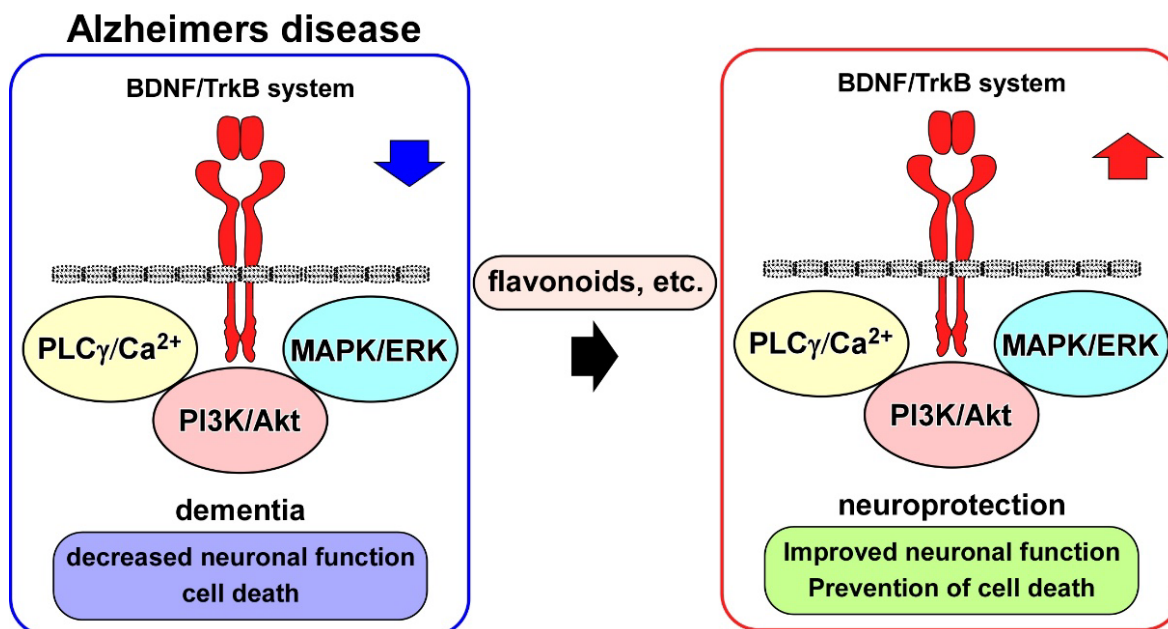 Alzheimers disease
BDNF/TrkB system
PLCγ/Ca²⁺
MAPK/ERK
PI3K/Akt
dementia
decreased neuronal function
cell death
flavonoids, etc.
BDNF/TrkB system
PLCγ/Ca²⁺
MAPK/ERK
PI3K/Akt
neuroprotection
Improved neuronal function
Prevention of cell death